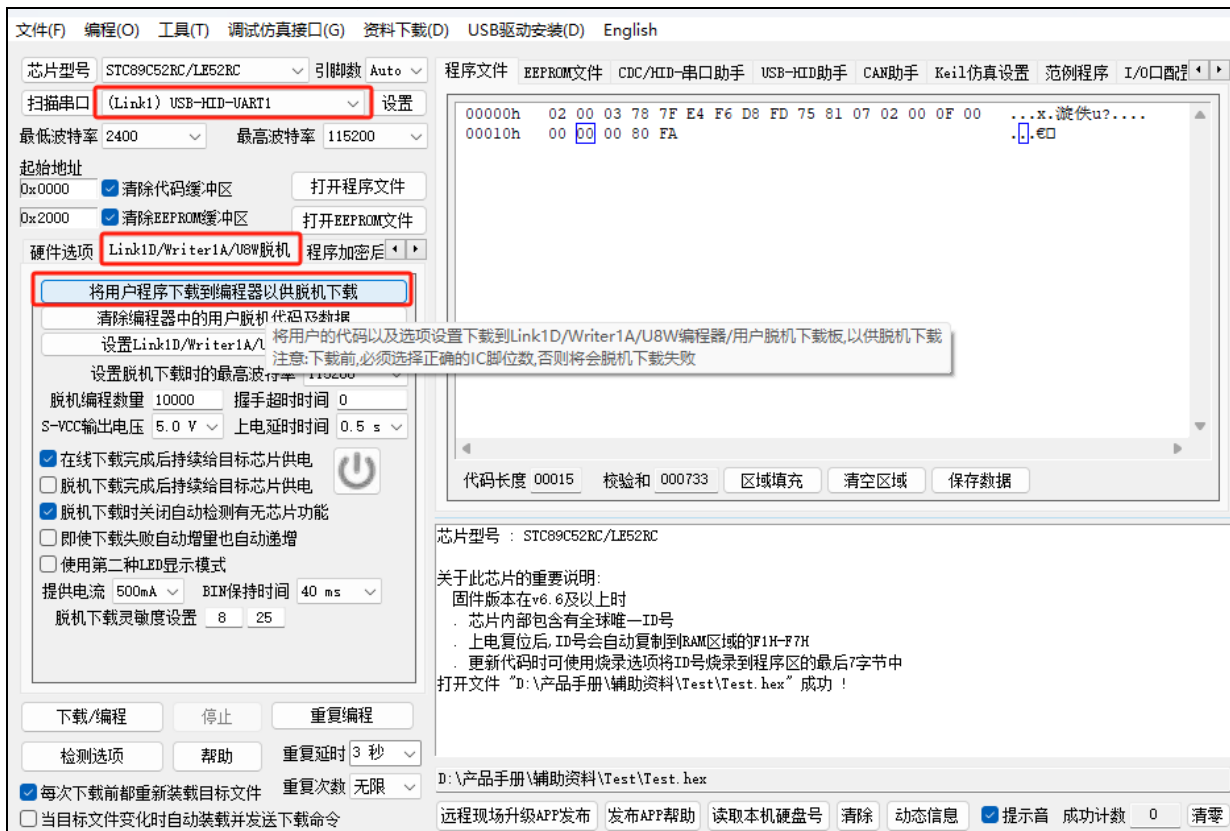 文件(F) 编程(O) 工具(T) 调试仿真接口(G) 资料下载(D) USB驱动安装(D) English
芯片型号 STC89C52RC/LE52RC 引脚数 Auto
扫描串口 (Link1) USB-HID-UART1 设置
最低波特率 2400 最高波特率 115200
起始地址
0x0000 清除代码缓冲区 打开程序文件
0x2000 清除EEPROM缓冲区 打开EEPROM文件
硬件选项 Link1D/Writer1A/U8W脱机 程序加密后
将用户程序下载到编程器以供脱机下载
清除编程器中的用户脱机代码及数据
设置Link1D/Writer1A/U
将用户的代码以及选项设置下载到Link1D/Writer1A/U8W编程器/用户脱机下载板,以供脱机下载
注意:下载前,必须选择正确的IC脚位数,否则将会脱机下载失败
设置脱机下载时的最高波特率 115200
脱机编程数量 10000 握手超时时间 0
S-VCC输出电压 5.0 V 上电延时时间 0.5 s
在线下载完成后持续给目标芯片供电
脱机下载完成后持续给目标芯片供电
脱机下载时关闭自动检测有无芯片功能
即使下载失败自动增量也自动递增
使用第二种LED显示模式
提供电流 500mA BIN保持时间 40 ms
脱机下载灵敏度设置 8 25
下载/编程 停止 重复编程
检测选项 帮助 重复延时 3 秒
每次下载前都重新装载目标文件 重复次数 无限
当目标文件变化时自动装载并发送下载命令
程序文件 EEPROM文件 CDC/HID-串口助手 USB-HID助手 CAN助手 Keil仿真设置 范例程序 I/O口配
00000h 02 00 03 78 7F E4 F6 D8 FD 75 81 07 02 00 0F 00 ...x.漩侁u?....
00010h 00 00 00 80 FA ...€□
代码长度 00015 校验和 000733 区域填充 清空区域 保存数据
芯片型号 : STC89C52RC/LE52RC
关于此芯片的重要说明:
固件版本在v6.6及以上时
. 芯片内部包含有全球唯一ID号
. 上电复位后,ID号会自动复制到RAM区域的F1H-F7H
. 更新代码时可使用烧录选项将ID号烧录到程序区的最后7字节中
打开文件 "D:\产品手册\辅助资料\Test\Test.hex" 成功 !
D:\产品手册\辅助资料\Test\Test.hex
远程现场升级APP发布 发布APP帮助 读取本机硬盘号 清除 动态信息 提示音 成功计数 0 清零